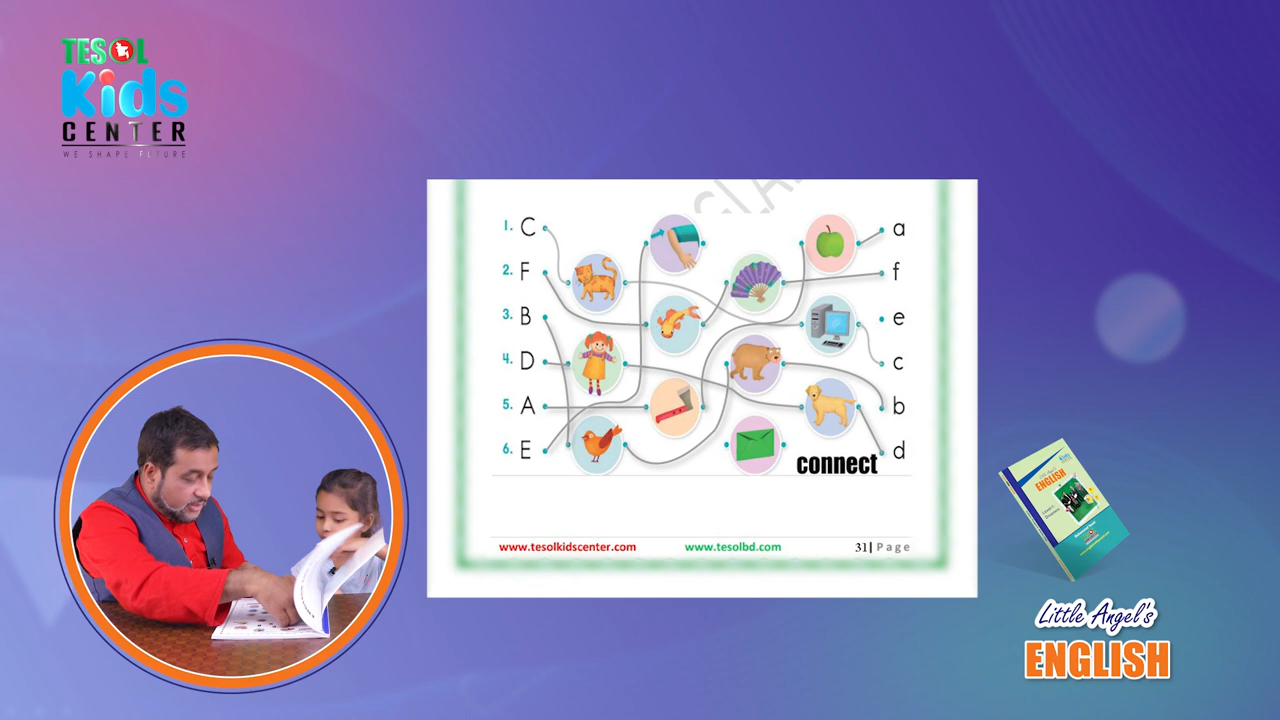 TESOL
Kids
CENTER
WE SHAPE FUTURE
1. C
2. F
3. B
4. D
5. A
6. E
a
f
e
c
b
d
connect
www.tesolkidscenter.com
www.tesolbd.com
31| Page
ENGLISH
Little Angel's
ENGLISH